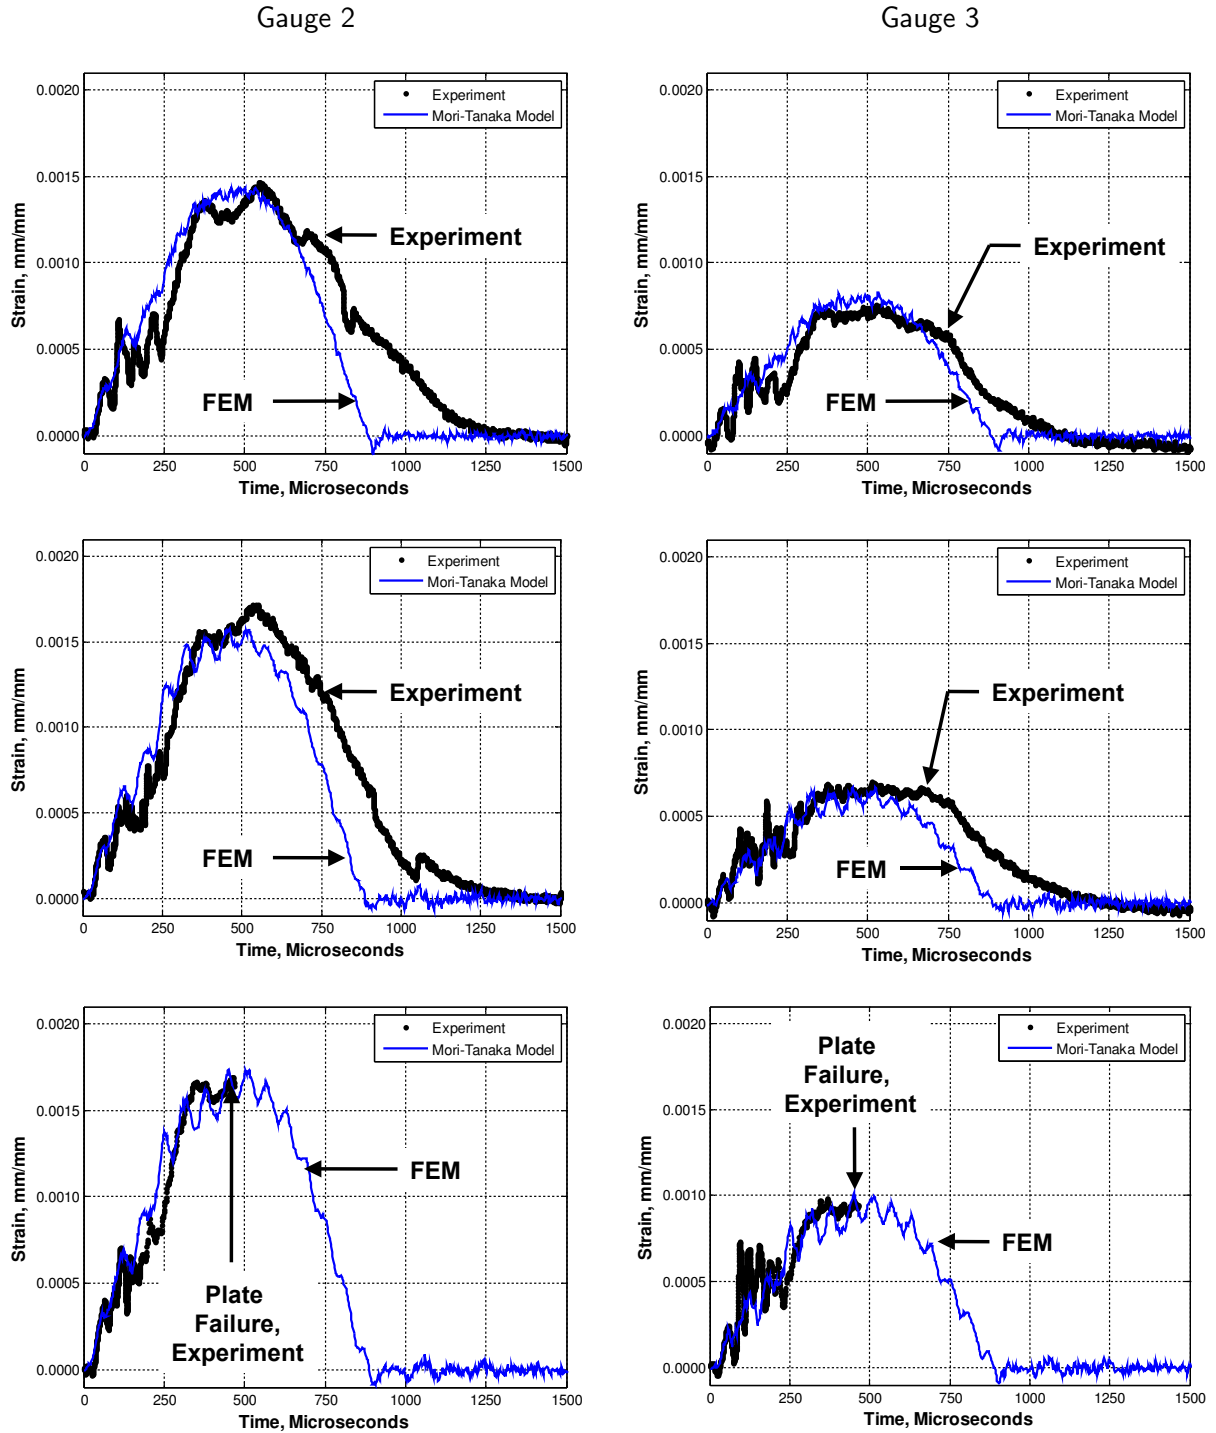 Gauge 2
Gauge 3
0.0020
0.0015
0.0010
0.0005
0.0000
Strain, mm/mm
Experiment
Mori-Tanaka Model
Experiment
FEM
0 250 500 750 1000 1250 1500
Time, Microseconds
0.0020
0.0015
0.0010
0.0005
0.0000
Strain, mm/mm
Experiment
Mori-Tanaka Model
Experiment
FEM
0 250 500 750 1000 1250 1500
Time, Microseconds
0.0020
0.0015
0.0010
0.0005
0.0000
Strain, mm/mm
Experiment
Mori-Tanaka Model
Experiment
FEM
0 250 500 750 1000 1250 1500
Time, Microseconds
0.0020
0.0015
0.0010
0.0005
0.0000
Strain, mm/mm
Experiment
Mori-Tanaka Model
Experiment
FEM
0 250 500 750 1000 1250 1500
Time, Microseconds
0.0020
0.0015
0.0010
0.0005
0.0000
Strain, mm/mm
Experiment
Mori-Tanaka Model
FEM
Plate
Failure,
Experiment
0 250 500 750 1000 1250 1500
Time, Microseconds
0.0020
0.0015
0.0010
0.0005
0.0000
Strain, mm/mm
Experiment
Mori-Tanaka Model
Plate
Failure,
Experiment
FEM
0 250 500 750 1000 1250 1500
Time, Microseconds